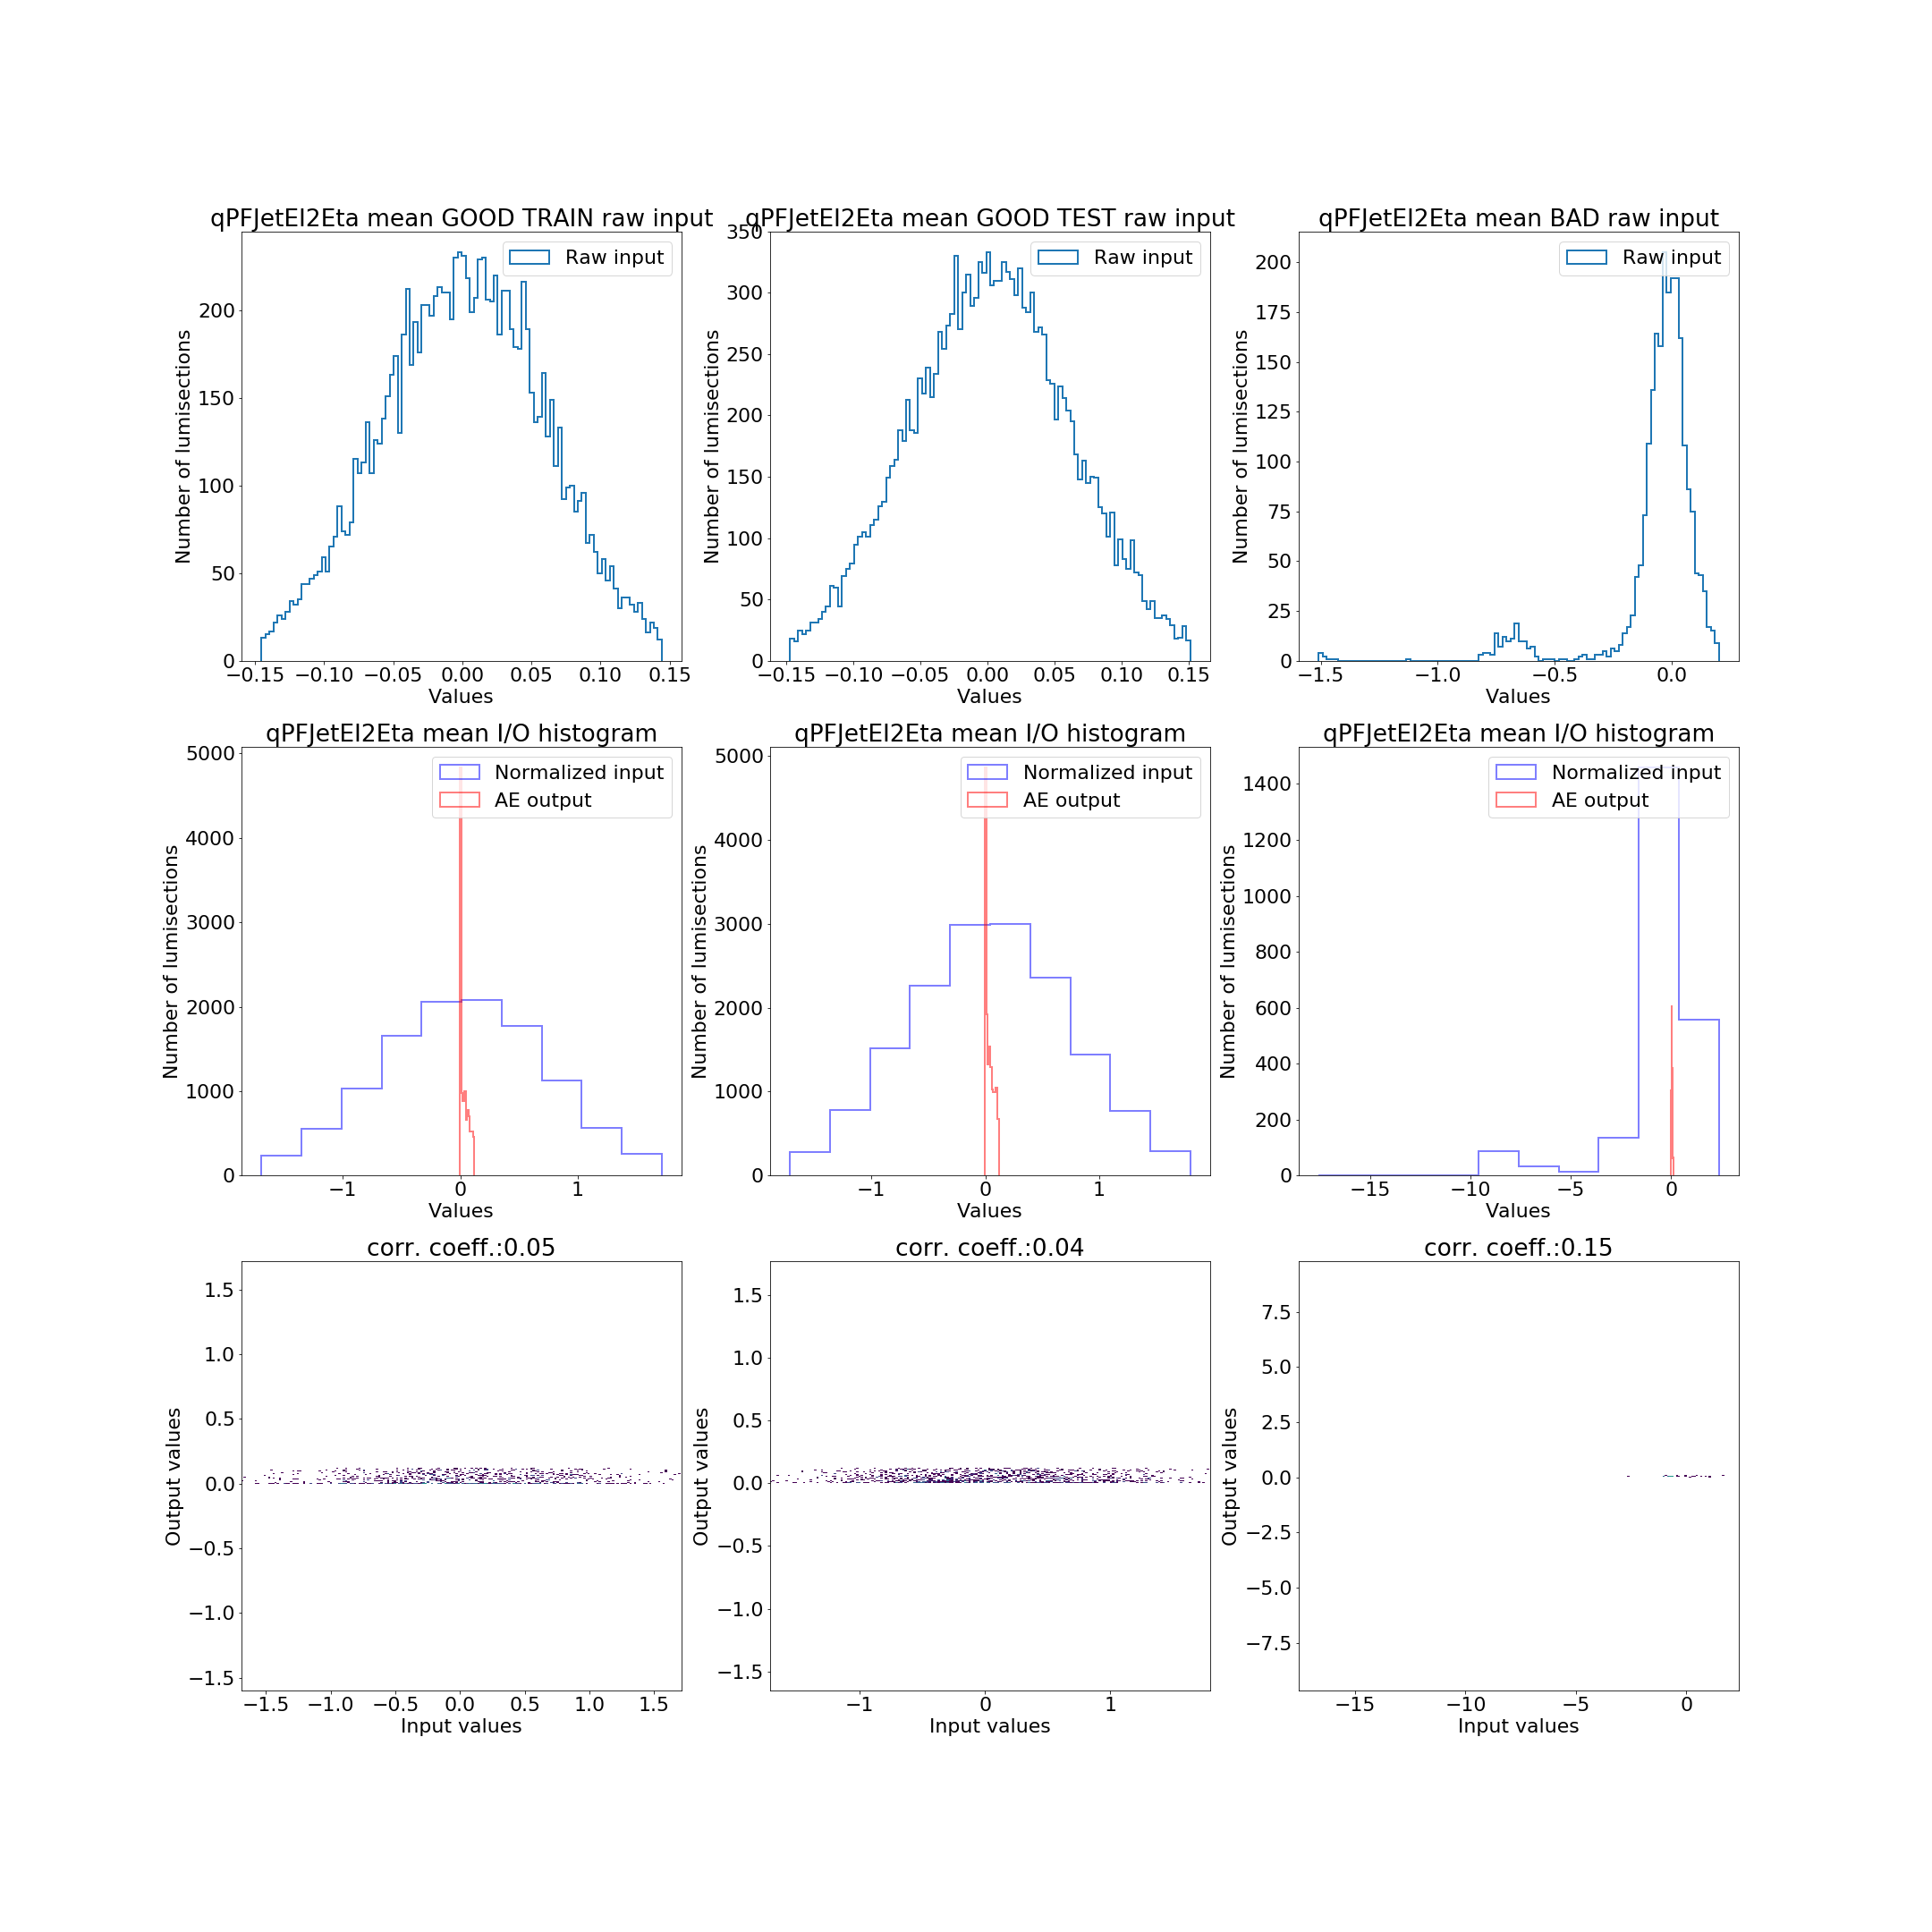 qPFJetEI2Eta mean GOOD TRAIN raw input
qPFJetEI2Eta mean GOOD TEST raw input
qPFJetEI2Eta mean BAD raw input
Number of lumisections
0
50
100
150
200
Raw input
−0.15 −0.10 −0.05 0.00 0.05 0.10 0.15
Values
Number of lumisections
0
50
100
150
200
250
300
350
Raw input
−0.15 −0.10 −0.05 0.00 0.05 0.10 0.15
Values
Number of lumisections
0
25
50
75
100
125
150
175
200
Raw input
−1.5 −1.0 −0.5 0.0
Values
qPFJetEI2Eta mean I/O histogram
qPFJetEI2Eta mean I/O histogram
qPFJetEI2Eta mean I/O histogram
Number of lumisections
0
1000
2000
3000
4000
5000
Normalized input
AE output
−1 0 1
Values
Number of lumisections
0
1000
2000
3000
4000
5000
Normalized input
AE output
−1 0 1
Values
Number of lumisections
0
200
400
600
800
1000
1200
1400
Normalized input
AE output
−15 −10 −5 0
Values
corr. coeff.:0.05
corr. coeff.:0.04
corr. coeff.:0.15
Output values
1.5
1.0
0.5
0.0
−0.5
−1.0
−1.5
−1.5 −1.0 −0.5 0.0 0.5 1.0 1.5
Input values
Output values
1.5
1.0
0.5
0.0
−0.5
−1.0
−1.5
−1 0 1
Input values
Output values
7.5
5.0
2.5
0.0
−2.5
−5.0
−7.5
−15 −10 −5 0
Input values